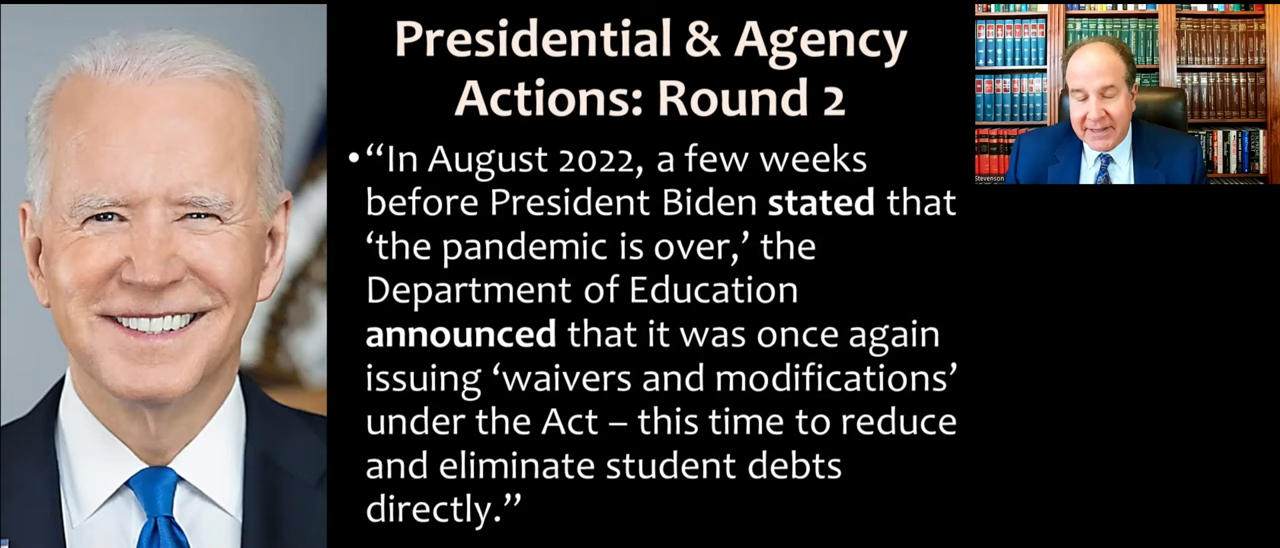 Presidential & Agency
Actions: Round 2
•“In August 2022, a few weeks
before President Biden stated that
‘the pandemic is over,’ the
Department of Education
announced that it was once again
issuing ‘waivers and modifications’
under the Act – this time to reduce
and eliminate student debts
directly.”
Stevenson